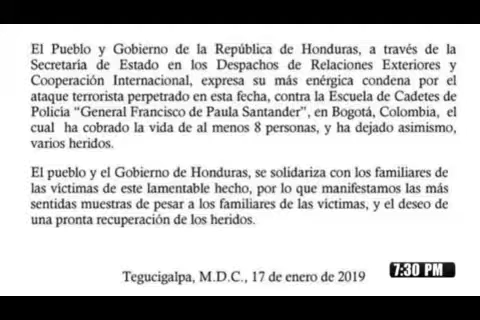 El Pueblo y Gobierno de la República de Honduras, a través de la
Secretaría de Estado en los Despachos de Relaciones Exteriores y
Cooperación Internacional, expresa su más enérgica condena por el
ataque terrorista perpetrado en esta fecha, contra la Escuela de Cadetes de
Policía “General Francisco de Paula Santander”, en Bogotá, Colombia, el
cual ha cobrado la vida de al menos 8 personas, y ha dejado asimismo,
varios heridos.
El pueblo y el Gobierno de Honduras, se solidariza con los familiares de
las víctimas de este lamentable hecho, por lo que manifestamos las más
sentidas muestras de pesar a los familiares de las víctimas, y el deseo de
una pronta recuperación de los heridos.
Tegucigalpa, M.D.C., 17 de enero de 2019
7:30 PM